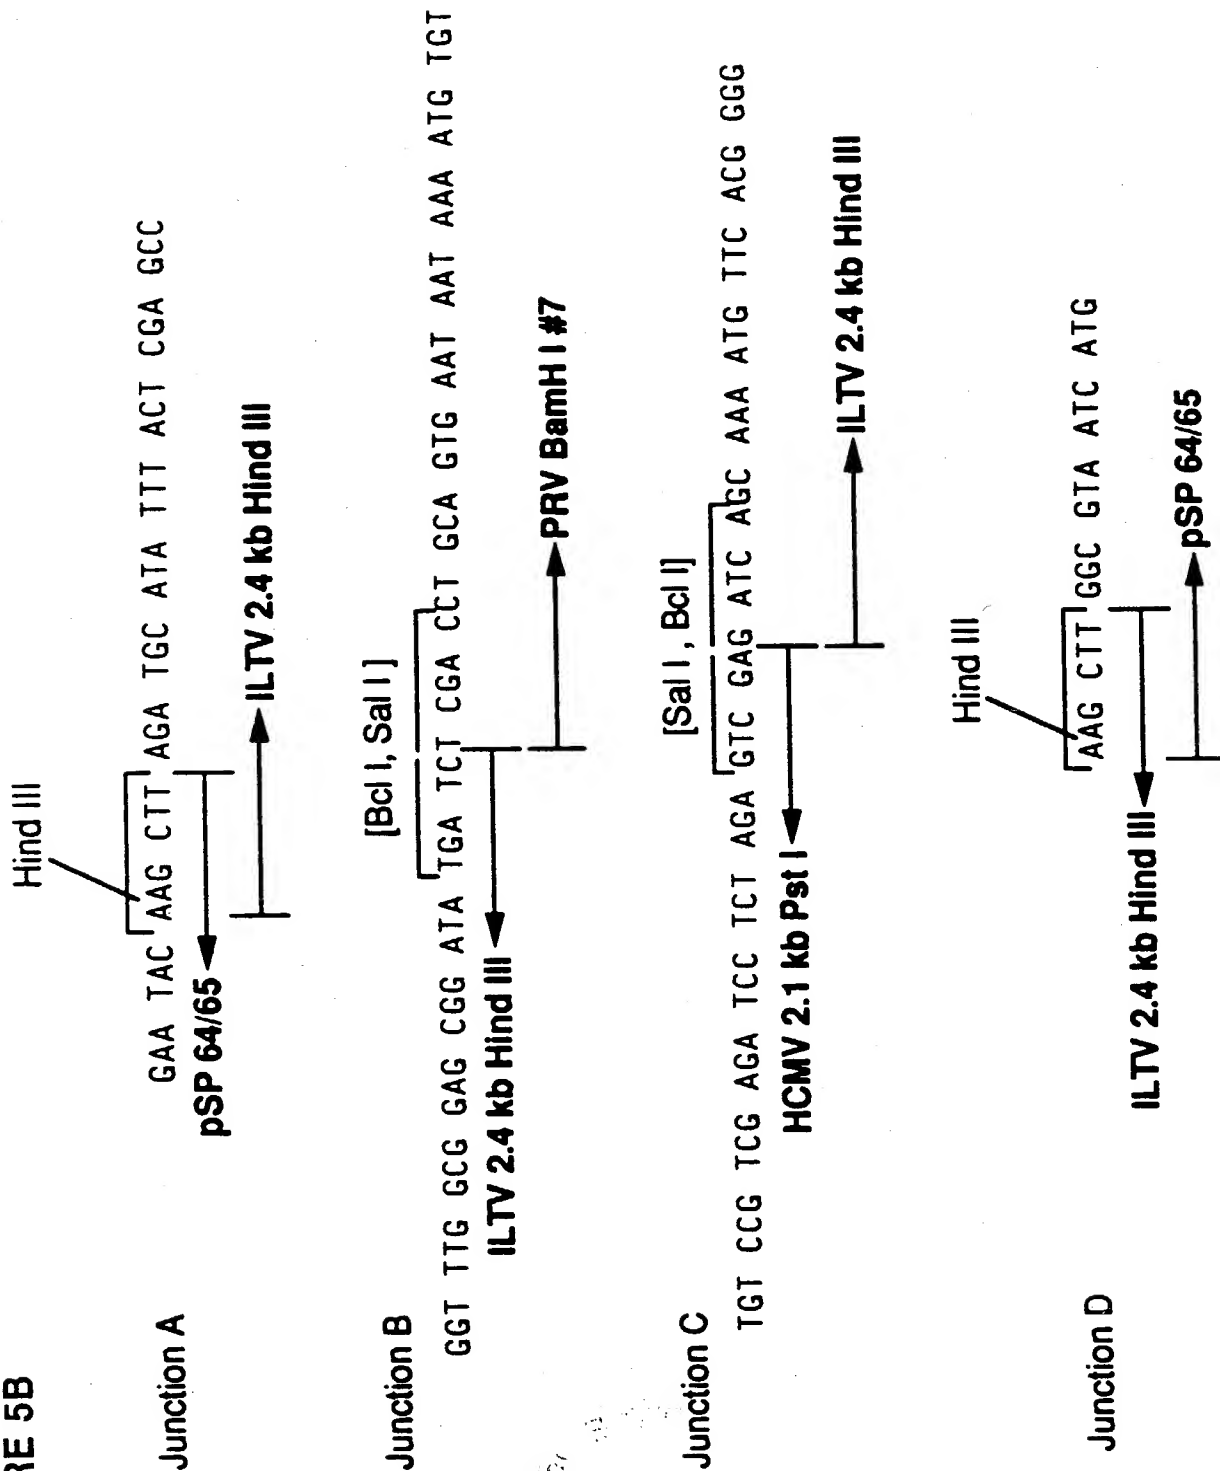 RE 5B
Hind III
Junction A
GAA TAC AAG CTT AGA TGC ATA TTT ACT CGA GCC
pSP 64/65
ILTV 2.4 kb Hind III
[Bcl I, Sal I]
Junction B
GGT TTG GCG GAG CGG ATA TGA TCT CGA CCT GCA GTG AAT AAT AAA ATG TGT
ILTV 2.4 kb Hind III
PRV BamH I #7
[Sal I, Bcl I]
Junction C
TGT CCG TCG AGA TCC TCT AGA GTC GAG ATC AGC AAA ATG TTC ACG GGG
HCMV 2.1 kb Pst I
ILTV 2.4 kb Hind III
Hind III
Junction D
AAG CTT GGC GTA ATC ATG
ILTV 2.4 kb Hind III
pSP 64/65